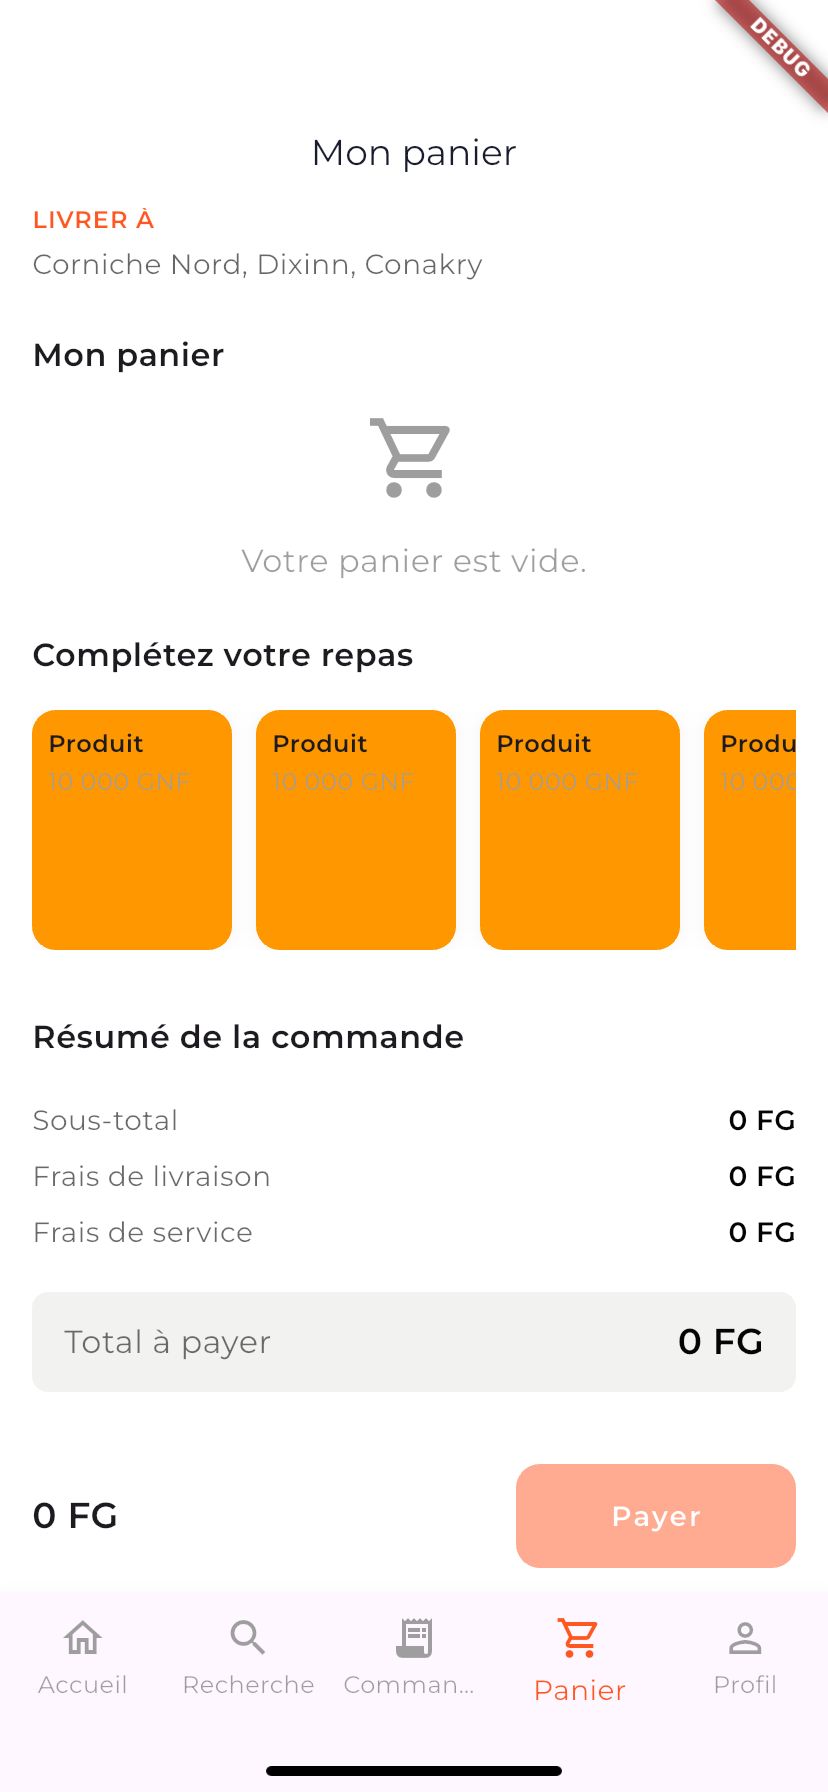 DEBUG
Mon panier
LIVRER À
Corniche Nord, Dixinn, Conakry
Mon panier
Votre panier est vide.
Complétez votre repas
Produit Produit Produit Produ
10 000 GNF 10 000 GNF 10 000 GNF 10 000
Résumé de la commande
Sous-total 0 FG
Frais de livraison 0 FG
Frais de service 0 FG
Total à payer 0 FG
0 FG Payer
Accueil Recherche Comman... Panier Profil